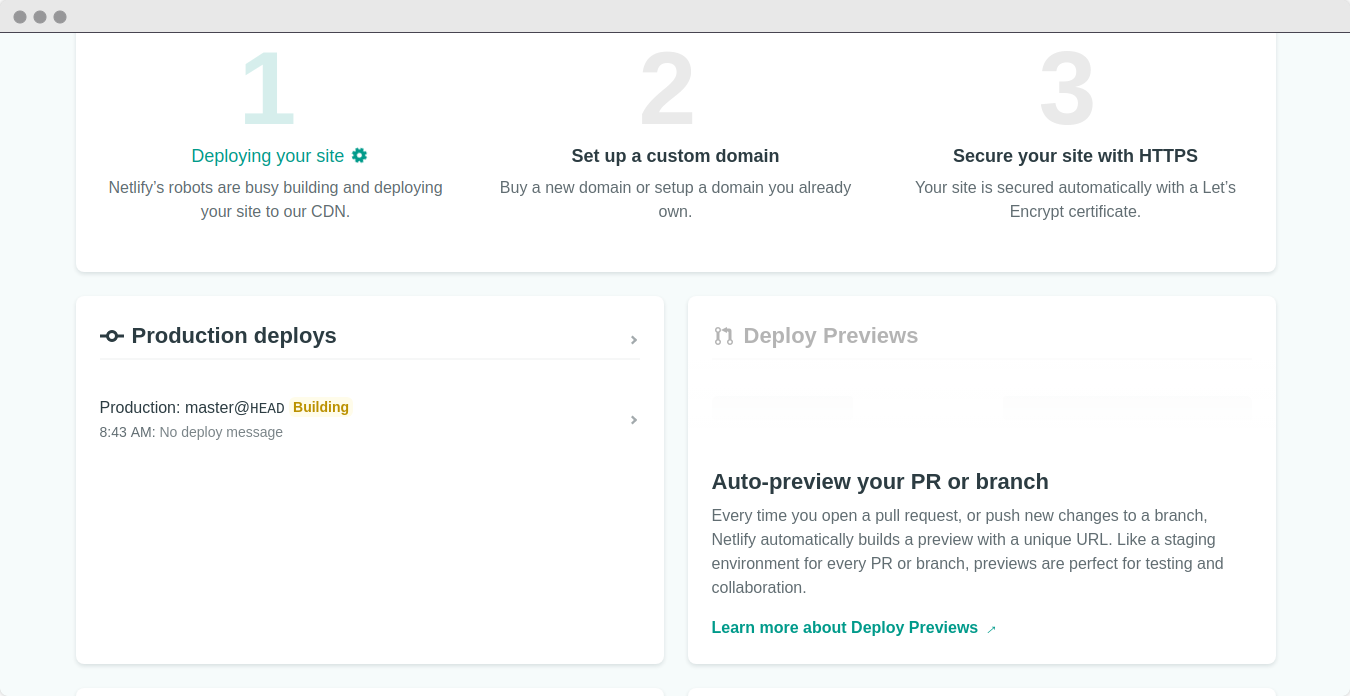 1
2
3
Deploying your site
Set up a custom domain
Secure your site with HTTPS
Netlify’s robots are busy building and deploying
your site to our CDN.
Buy a new domain or setup a domain you already
own.
Your site is secured automatically with a Let’s
Encrypt certificate.
Production deploys
Production: master@HEAD Building
8:43 AM: No deploy message
Deploy Previews
Auto-preview your PR or branch
Every time you open a pull request, or push new changes to a branch,
Netlify automatically builds a preview with a unique URL. Like a staging
environment for every PR or branch, previews are perfect for testing and
collaboration.
Learn more about Deploy Previews →